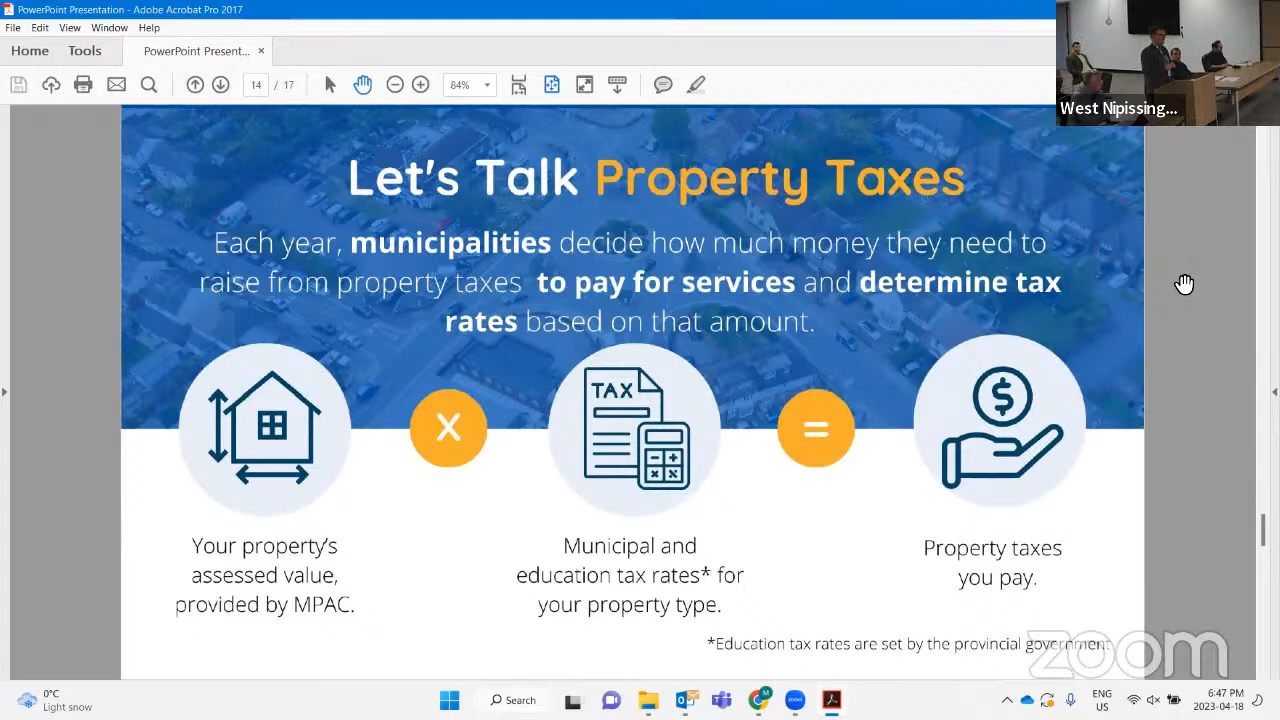 PowerPoint Presentation - Adobe Acrobat Pro 2017
File Edit View Window Help
Home Tools PowerPoint Present... ×
14 / 17 84%
West Nipissing...
Let's Talk Property Taxes
Each year, municipalities decide how much money they need to
raise from property taxes to pay for services and determine tax
rates based on that amount.
TAX
X =
Your property's
assessed value,
provided by MPAC.
Municipal and
education tax rates* for
your property type.
Property taxes
you pay.
*Education tax rates are set by the provincial government
zoom
0°C
Light snow
Search
ENG
US
6:47 PM
2023-04-18